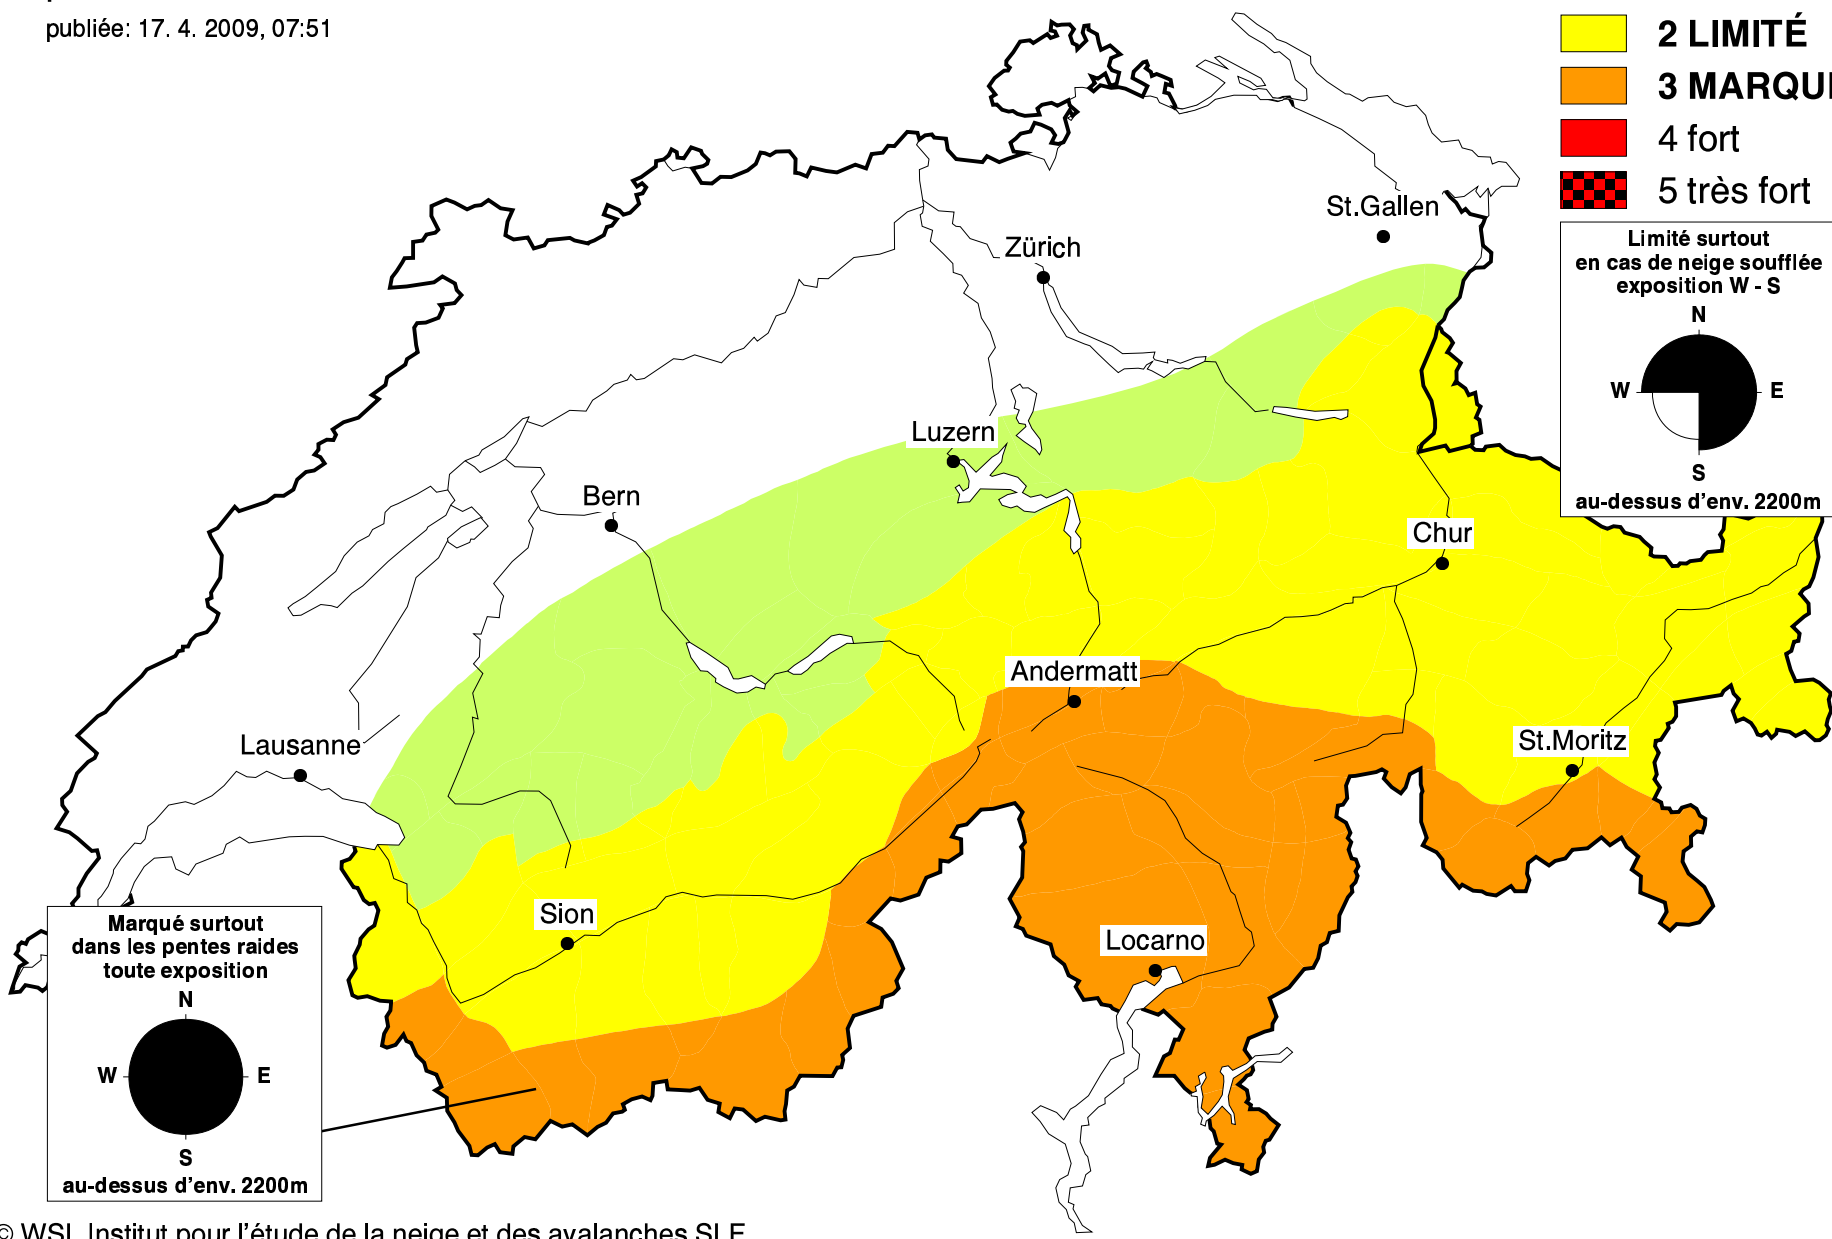 publiée: 17. 4. 2009, 07:51
2 LIMITÉ
3 MARQUÉ
4 fort
5 très fort
Limité surtout
en cas de neige soufflée
exposition W - S
N
W
E
S
au-dessus d'env. 2200m
St.Gallen
Zürich
Luzern
Bern
Chur
Andermatt
Lausanne
St.Moritz
Sion
Locarno
Marqué surtout
dans les pentes raides
toute exposition
N
W
E
S
au-dessus d'env. 2200m
© WSL Institut pour l'étude de la neige et des avalanches SLF